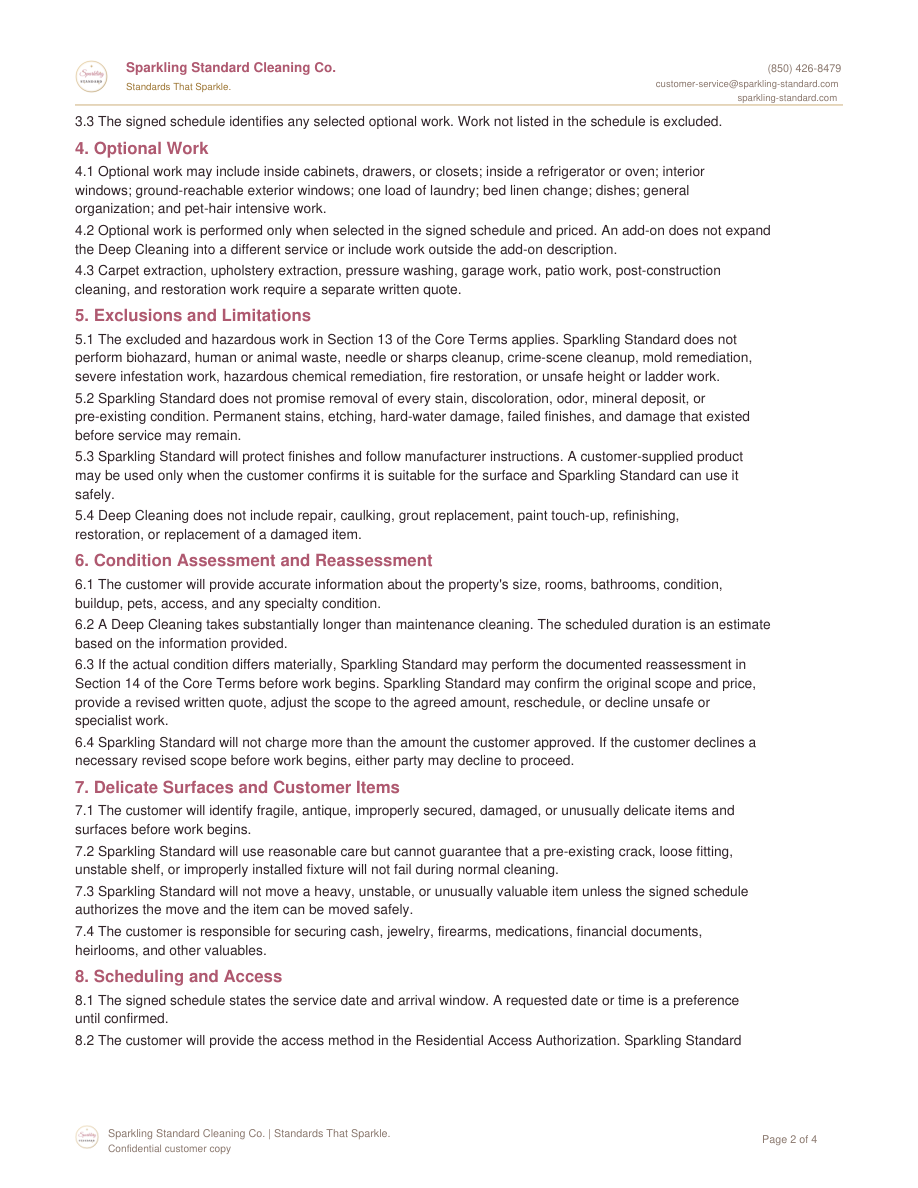 Sparkling Standard Cleaning Co.
Standards That Sparkle.
(850) 426-8479
customer-service@sparkling-standard.com
sparkling-standard.com
3.3 The signed schedule identifies any selected optional work. Work not listed in the schedule is excluded.
4. Optional Work
4.1 Optional work may include inside cabinets, drawers, or closets; inside a refrigerator or oven; interior
windows; ground-reachable exterior windows; one load of laundry; bed linen change; dishes; general
organization; and pet-hair intensive work.
4.2 Optional work is performed only when selected in the signed schedule and priced. An add-on does not expand
the Deep Cleaning into a different service or include work outside the add-on description.
4.3 Carpet extraction, upholstery extraction, pressure washing, garage work, patio work, post-construction
cleaning, and restoration work require a separate written quote.
5. Exclusions and Limitations
5.1 The excluded and hazardous work in Section 13 of the Core Terms applies. Sparkling Standard does not
perform biohazard, human or animal waste, needle or sharps cleanup, crime-scene cleanup, mold remediation,
severe infestation work, hazardous chemical remediation, fire restoration, or unsafe height or ladder work.
5.2 Sparkling Standard does not promise removal of every stain, discoloration, odor, mineral deposit, or
pre-existing condition. Permanent stains, etching, hard-water damage, failed finishes, and damage that existed
before service may remain.
5.3 Sparkling Standard will protect finishes and follow manufacturer instructions. A customer-supplied product
may be used only when the customer confirms it is suitable for the surface and Sparkling Standard can use it
safely.
5.4 Deep Cleaning does not include repair, caulking, grout replacement, paint touch-up, refinishing,
restoration, or replacement of a damaged item.
6. Condition Assessment and Reassessment
6.1 The customer will provide accurate information about the property's size, rooms, bathrooms, condition,
buildup, pets, access, and any specialty condition.
6.2 A Deep Cleaning takes substantially longer than maintenance cleaning. The scheduled duration is an estimate
based on the information provided.
6.3 If the actual condition differs materially, Sparkling Standard may perform the documented reassessment in
Section 14 of the Core Terms before work begins. Sparkling Standard may confirm the original scope and price,
provide a revised written quote, adjust the scope to the agreed amount, reschedule, or decline unsafe or
specialist work.
6.4 Sparkling Standard will not charge more than the amount the customer approved. If the customer declines a
necessary revised scope before work begins, either party may decline to proceed.
7. Delicate Surfaces and Customer Items
7.1 The customer will identify fragile, antique, improperly secured, damaged, or unusually delicate items and
surfaces before work begins.
7.2 Sparkling Standard will use reasonable care but cannot guarantee that a pre-existing crack, loose fitting,
unstable shelf, or improperly installed fixture will not fail during normal cleaning.
7.3 Sparkling Standard will not move a heavy, unstable, or unusually valuable item unless the signed schedule
authorizes the move and the item can be moved safely.
7.4 The customer is responsible for securing cash, jewelry, firearms, medications, financial documents,
heirlooms, and other valuables.
8. Scheduling and Access
8.1 The signed schedule states the service date and arrival window. A requested date or time is a preference
until confirmed.
8.2 The customer will provide the access method in the Residential Access Authorization. Sparkling Standard
Sparkling Standard Cleaning Co. | Standards That Sparkle.
Confidential customer copy
Page 2 of 4